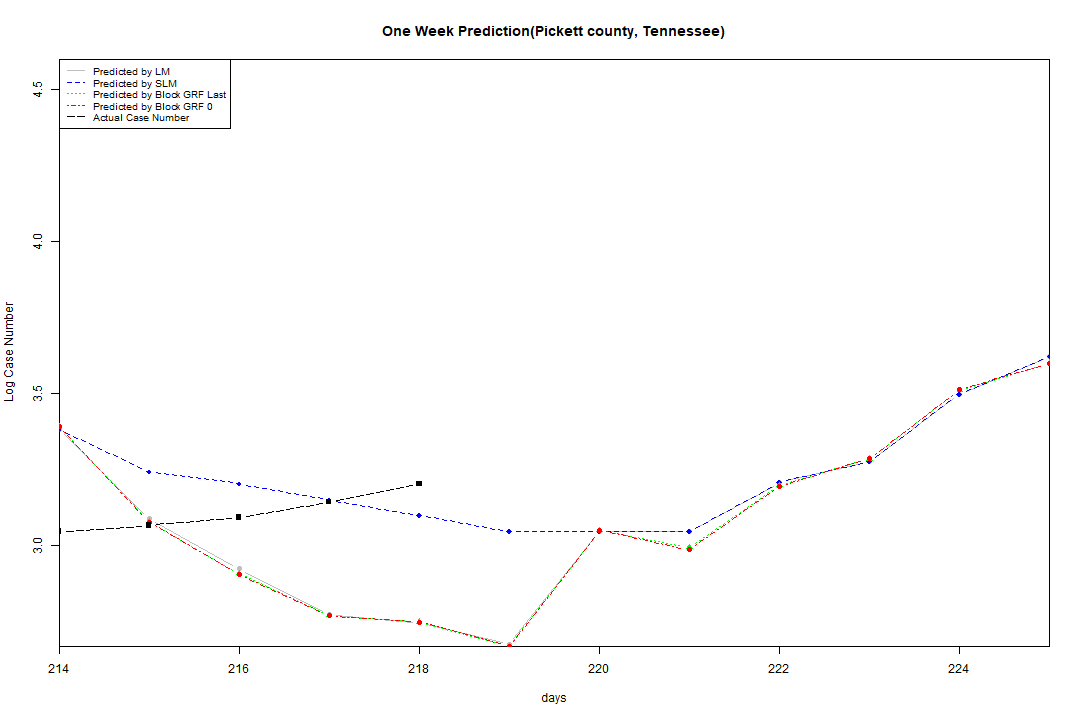 One Week Prediction(Pickett county, Tennessee)
Predicted by LM
Predicted by SLM
Predicted by Block GRF Last
Predicted by Block GRF 0
Actual Case Number
4.5
4.0
3.5
3.0
Log Case Number
214 216 218 220 222 224
days